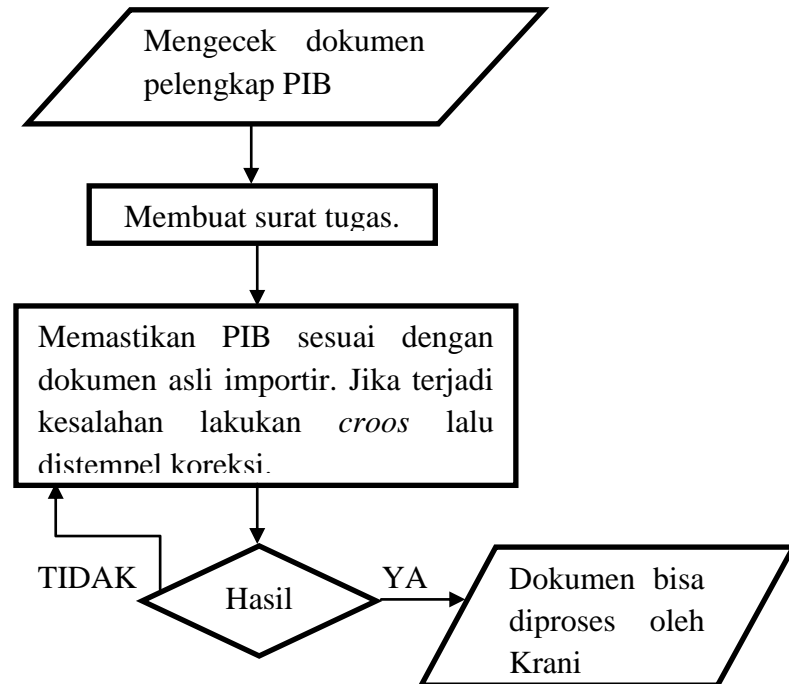 Mengecek dokumen
pelengkap PIB
Membuat surat tugas.
Memastikan PIB sesuai dengan
dokumen asli importir. Jika terjadi
kesalahan lakukan croos lalu
distempel koreksi.
TIDAK
Hasil
YA
Dokumen bisa
diproses oleh
Krani